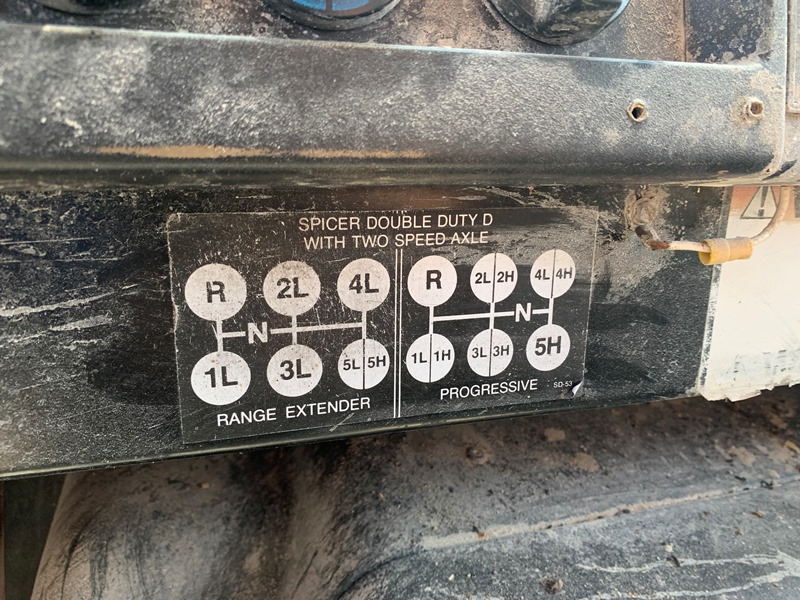 SPICER DOUBLE DUTY D
WITH TWO SPEED AXLE
R 2L 4L
N
1L 3L 5L 5H
RANGE EXTENDER
R 2L 2H 4L 4H
N
1L 1H 3L 3H 5H
PROGRESSIVE
SD-53